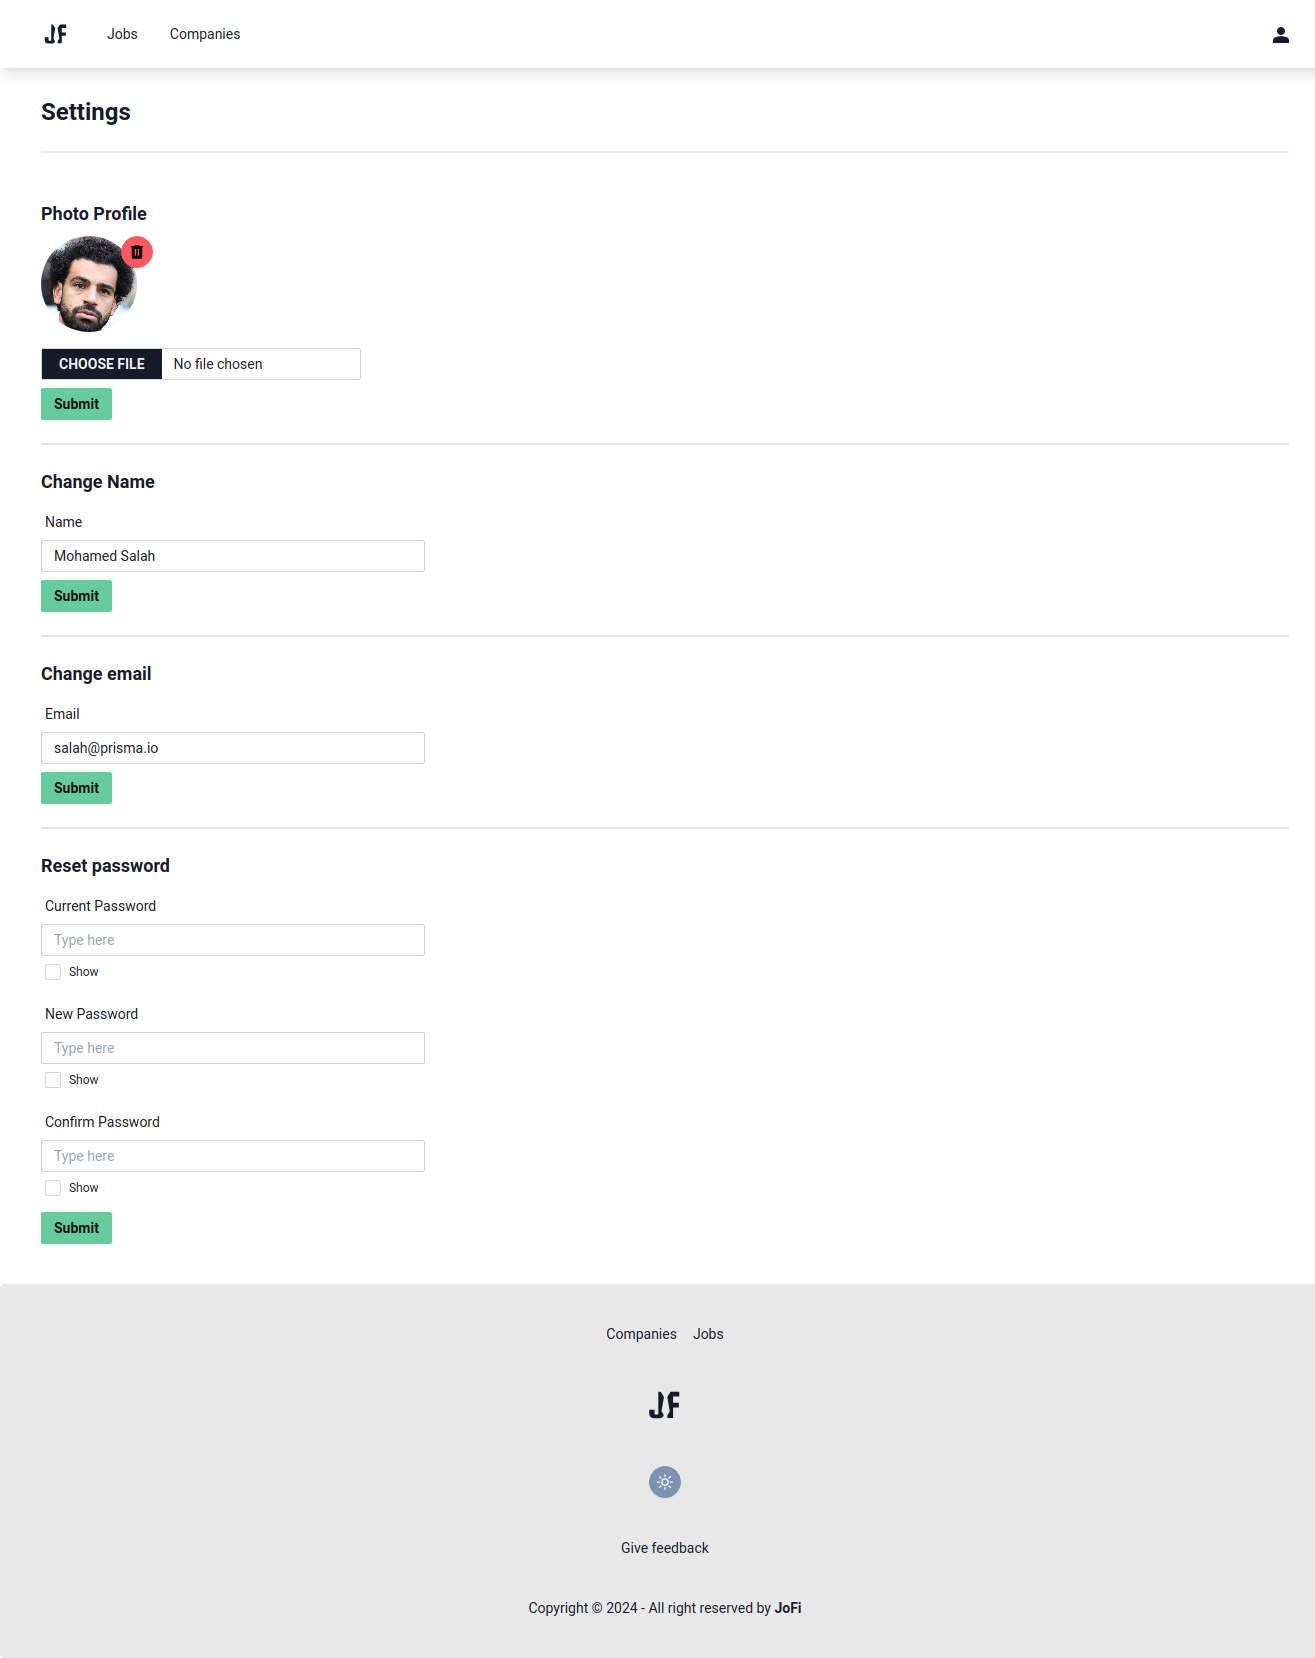 JF Jobs Companies
Settings
Photo Profile
CHOOSE FILE No file chosen
Submit
Change Name
Name
Mohamed Salah
Submit
Change email
Email
salah@prisma.io
Submit
Reset password
Current Password
Type here
Show
New Password
Type here
Show
Confirm Password
Type here
Show
Submit
Companies Jobs
JF
Give feedback
Copyright © 2024 - All right reserved by JoFi